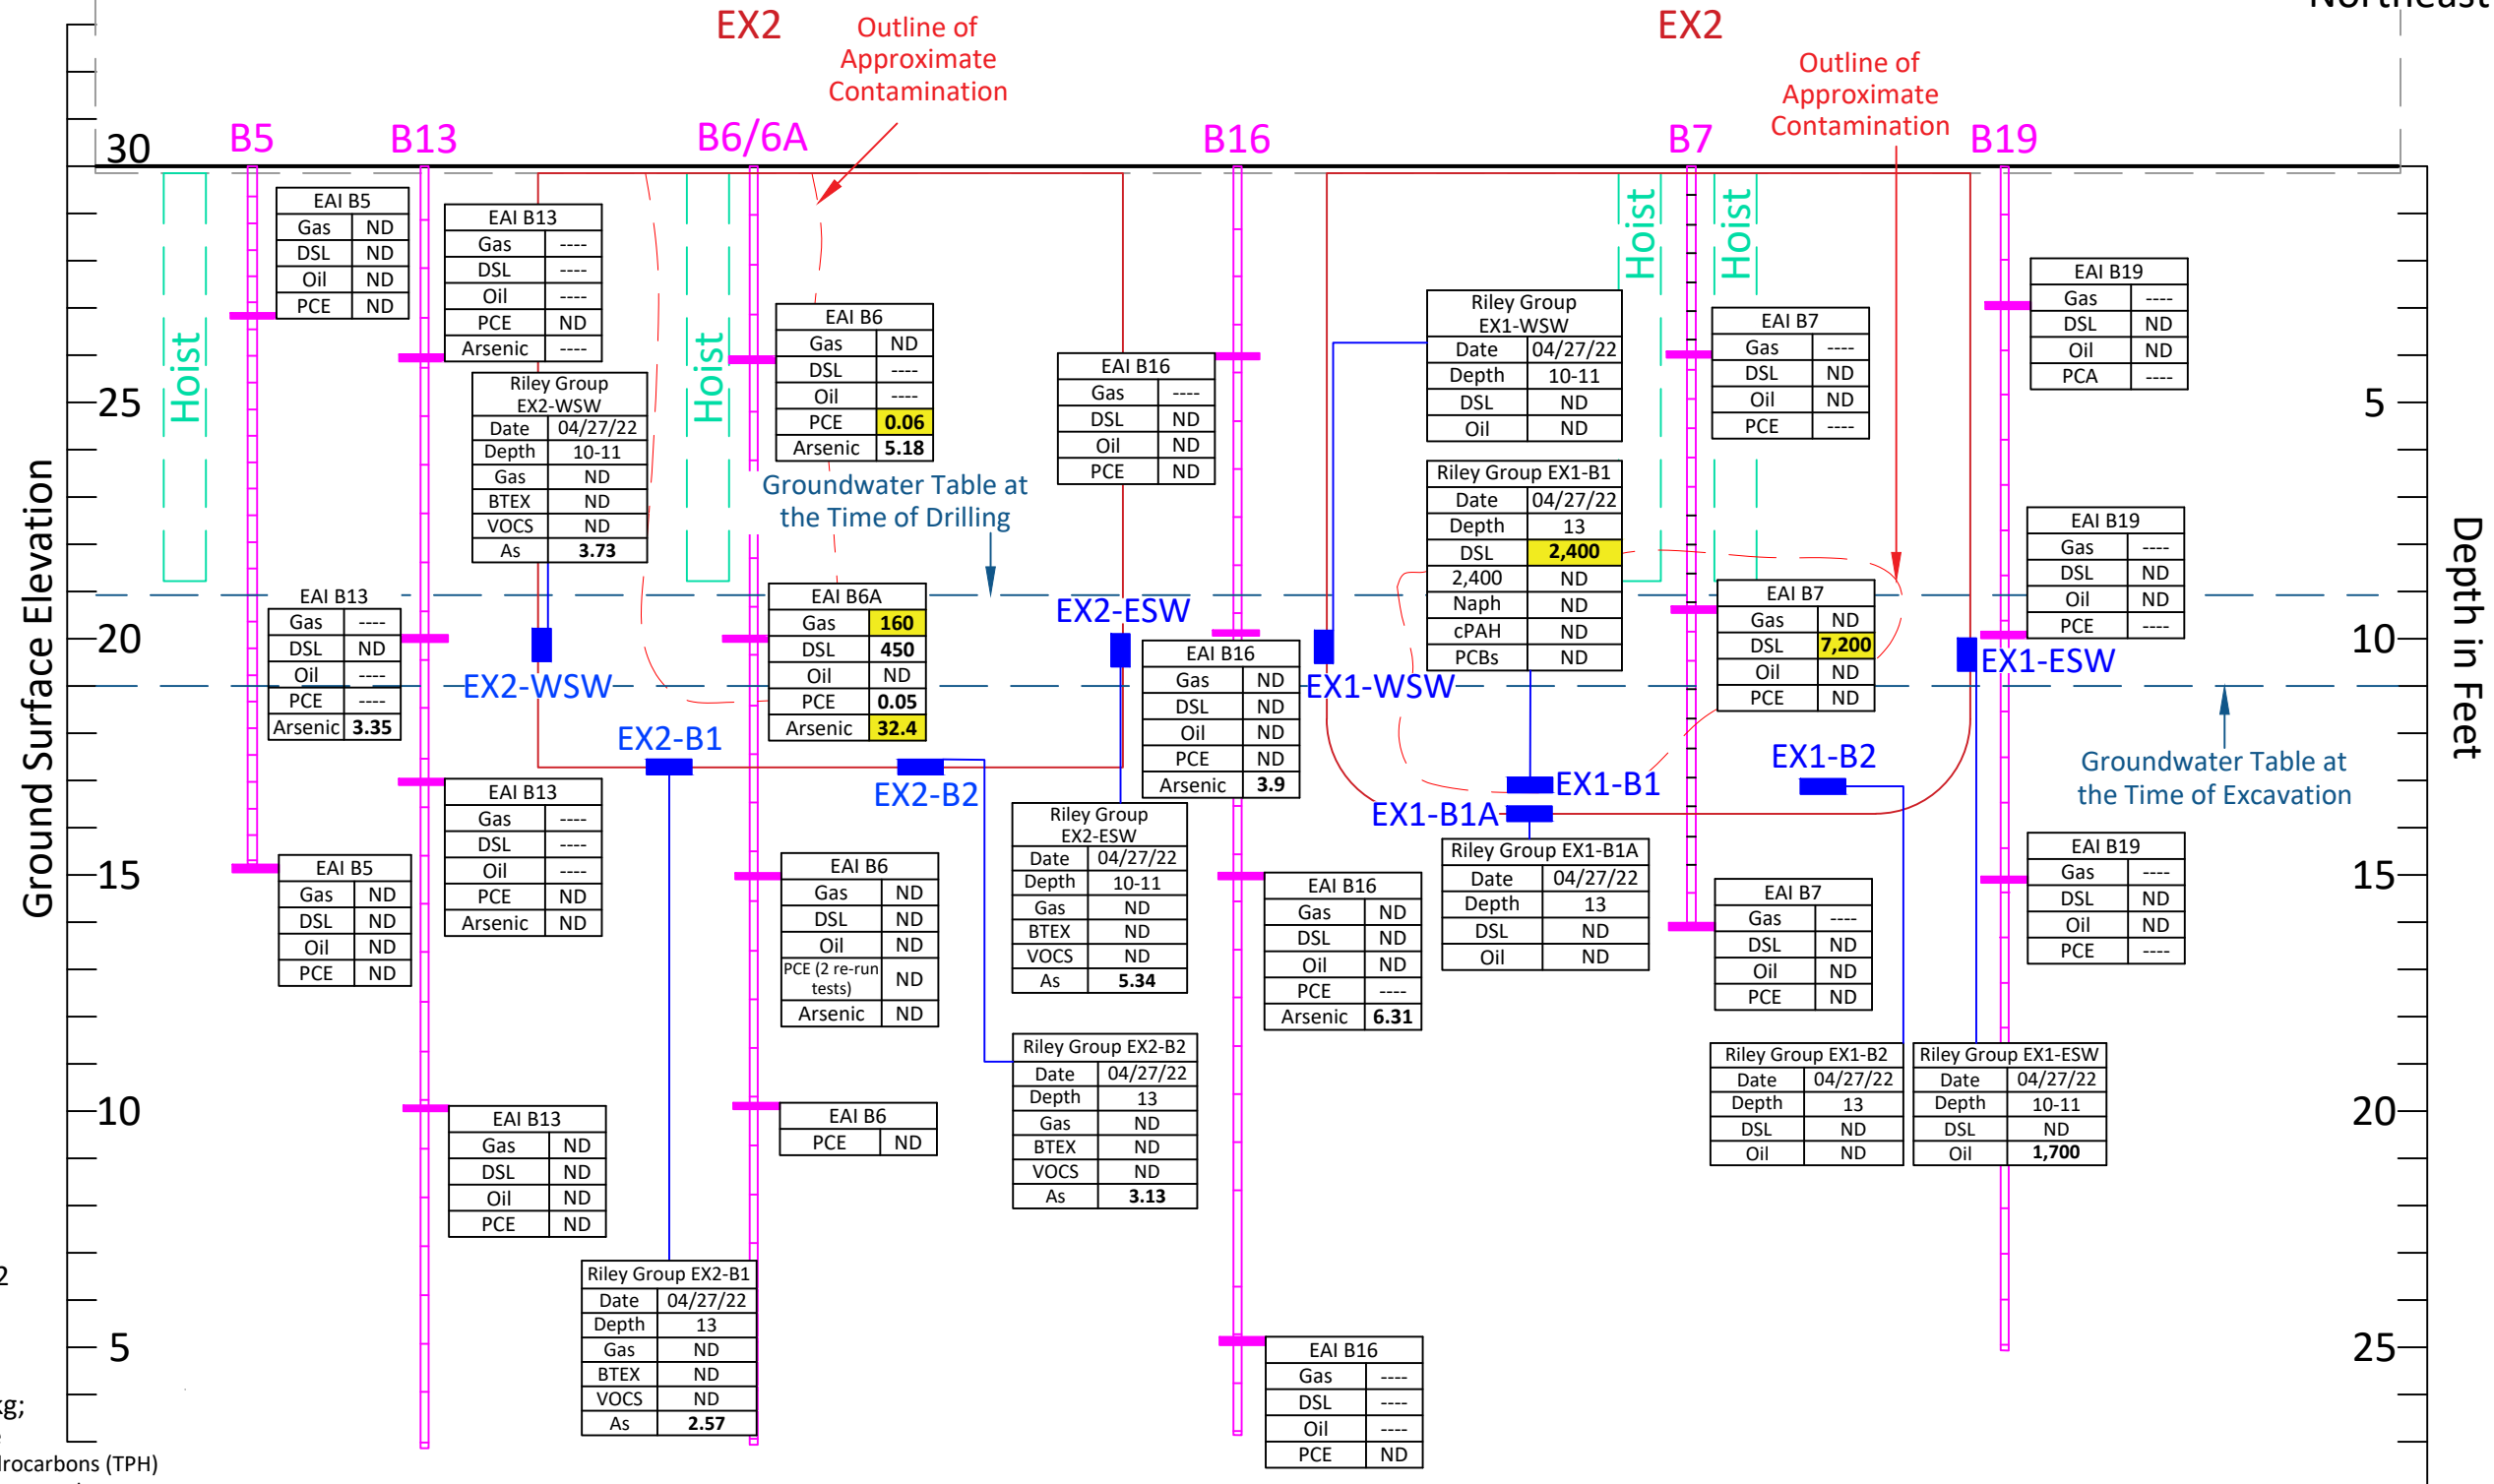 Northeast
EX2
EX2
Outline of
Approximate
Contamination
Outline of
Approximate
Contamination
B5
B13
B6/6A
B16
B7
B19
30
25
20
15
10
5
Ground Surface Elevation
5
10
15
20
25
Depth in Feet
Hoist
Hoist
Hoist
Hoist
EAI B5
Gas ND
DSL ND
Oil ND
PCE ND
EAI B13
Gas ----
DSL ----
Oil ----
PCE ND
Arsenic ----
Riley Group
EX2-WSW
Date 04/27/22
Depth 10-11
Gas ND
BTEX ND
VOCS ND
As 3.73
EAI B6
Gas ND
DSL ----
Oil ----
PCE 0.06
Arsenic 5.18
EAI B16
Gas ----
DSL ND
Oil ND
PCE ND
Riley Group
EX1-WSW
Date 04/27/22
Depth 10-11
DSL ND
Oil ND
EAI B7
Gas ----
DSL ND
Oil ND
PCE ----
EAI B19
Gas ----
DSL ND
Oil ND
PCA ----
Groundwater Table at
the Time of Drilling
Riley Group EX1-B1
Date 04/27/22
Depth 13
DSL 2,400
2,400 ND
Naph ND
cPAH ND
PCBs ND
EAI B19
Gas ----
DSL ND
Oil ND
PCE ----
EAI B13
Gas ----
DSL ND
Oil ----
PCE ----
Arsenic 3.35
EAI B6A
Gas 160
DSL 450
Oil ND
PCE 0.05
Arsenic 32.4
EX2-ESW
EX2-WSW
EAI B16
Gas ND
DSL ND
Oil ND
PCE ND
Arsenic 3.9
EX1-WSW
EAI B7
Gas ND
DSL 7,200
Oil ND
PCE ND
EX1-ESW
EX2-B1
EX2-B2
EX1-B1
EX1-B1A
EX1-B2
Groundwater Table at
the Time of Excavation
EAI B13
Gas ----
DSL ----
Oil ----
PCE ND
Arsenic ND
EAI B5
Gas ND
DSL ND
Oil ND
PCE ND
EAI B6
Gas ND
DSL ND
Oil ND
PCE (2 re-run
tests) ND
Arsenic ND
Riley Group
EX2-ESW
Date 04/27/22
Depth 10-11
Gas ND
BTEX ND
VOCS ND
As 5.34
EAI B16
Gas ND
DSL ND
Oil ND
PCE ----
Arsenic 6.31
Riley Group EX1-B1A
Date 04/27/22
Depth 13
DSL ND
Oil ND
EAI B7
Gas ----
DSL ND
Oil ND
PCE ND
EAI B19
Gas ----
DSL ND
Oil ND
PCE ----
Riley Group EX2-B2
Date 04/27/22
Depth 13
Gas ND
BTEX ND
VOCS ND
As 3.13
Riley Group EX1-B2
Date 04/27/22
Depth 13
DSL ND
Oil ND
Riley Group EX1-ESW
Date 04/27/22
Depth 10-11
DSL ND
Oil 1,700
EAI B13
Gas ND
DSL ND
Oil ND
PCE ND
EAI B6
PCE ND
Riley Group EX2-B1
Date 04/27/22
Depth 13
Gas ND
BTEX ND
VOCS ND
As 2.57
EAI B16
Gas ----
DSL ----
Oil ----
PCE ND
2
kg;
drocarbons (TPH)